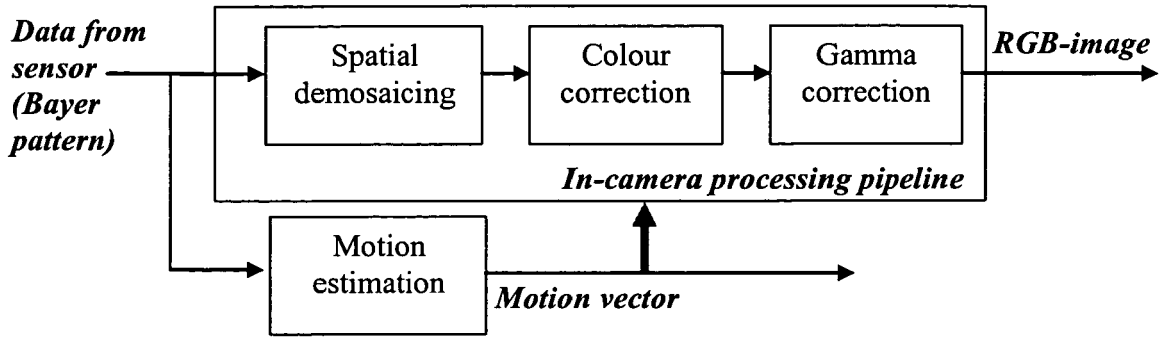 Data from
sensor
(Bayer
pattern)
Spatial
demosaicing
Colour
correction
Gamma
correction
RGB-image
In-camera processing pipeline
Motion
estimation
Motion vector